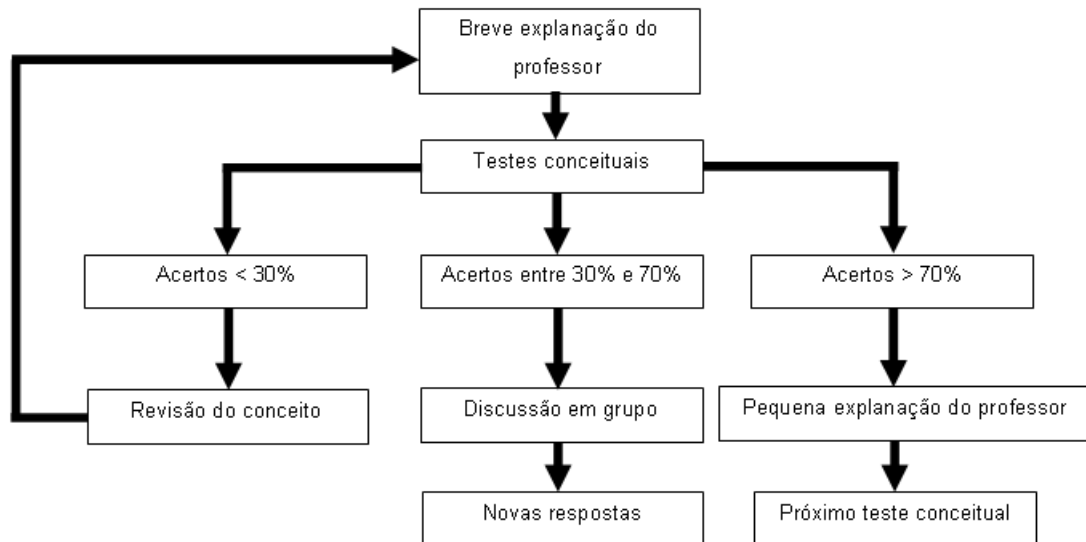 Breve explanação do
professor
Testes conceituais
Acertos < 30%
Acertos entre 30% e 70%
Acertos > 70%
Revisão do conceito
Discussão em grupo
Pequena explanação do professor
Novas respostas
Próximo teste conceitual